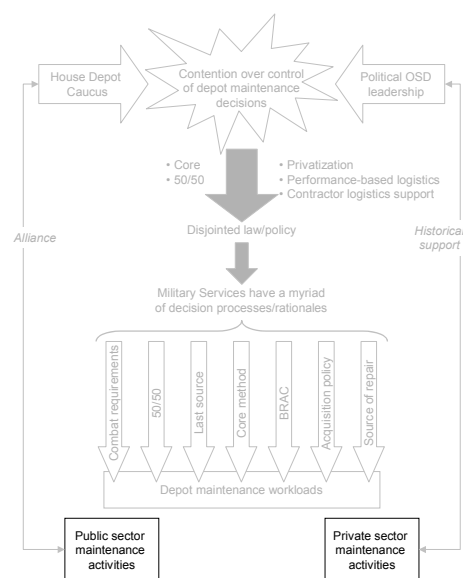 House Depot
Caucus
Contention over control
of depot maintenance
decisions
Political OSD
leadership
• Core
• 50/50
• Privatization
• Performance-based logistics
• Contractor logistics support
Alliance
Disjointed law/policy
Historical
support
Military Services have a myriad
of decision processes/rationales
Combat requirements
50/50
Last source
Core method
BRAC
Acquisition policy
Source of repair
Depot maintenance workloads
Public sector
maintenance
activities
Private sector
maintenance
activities